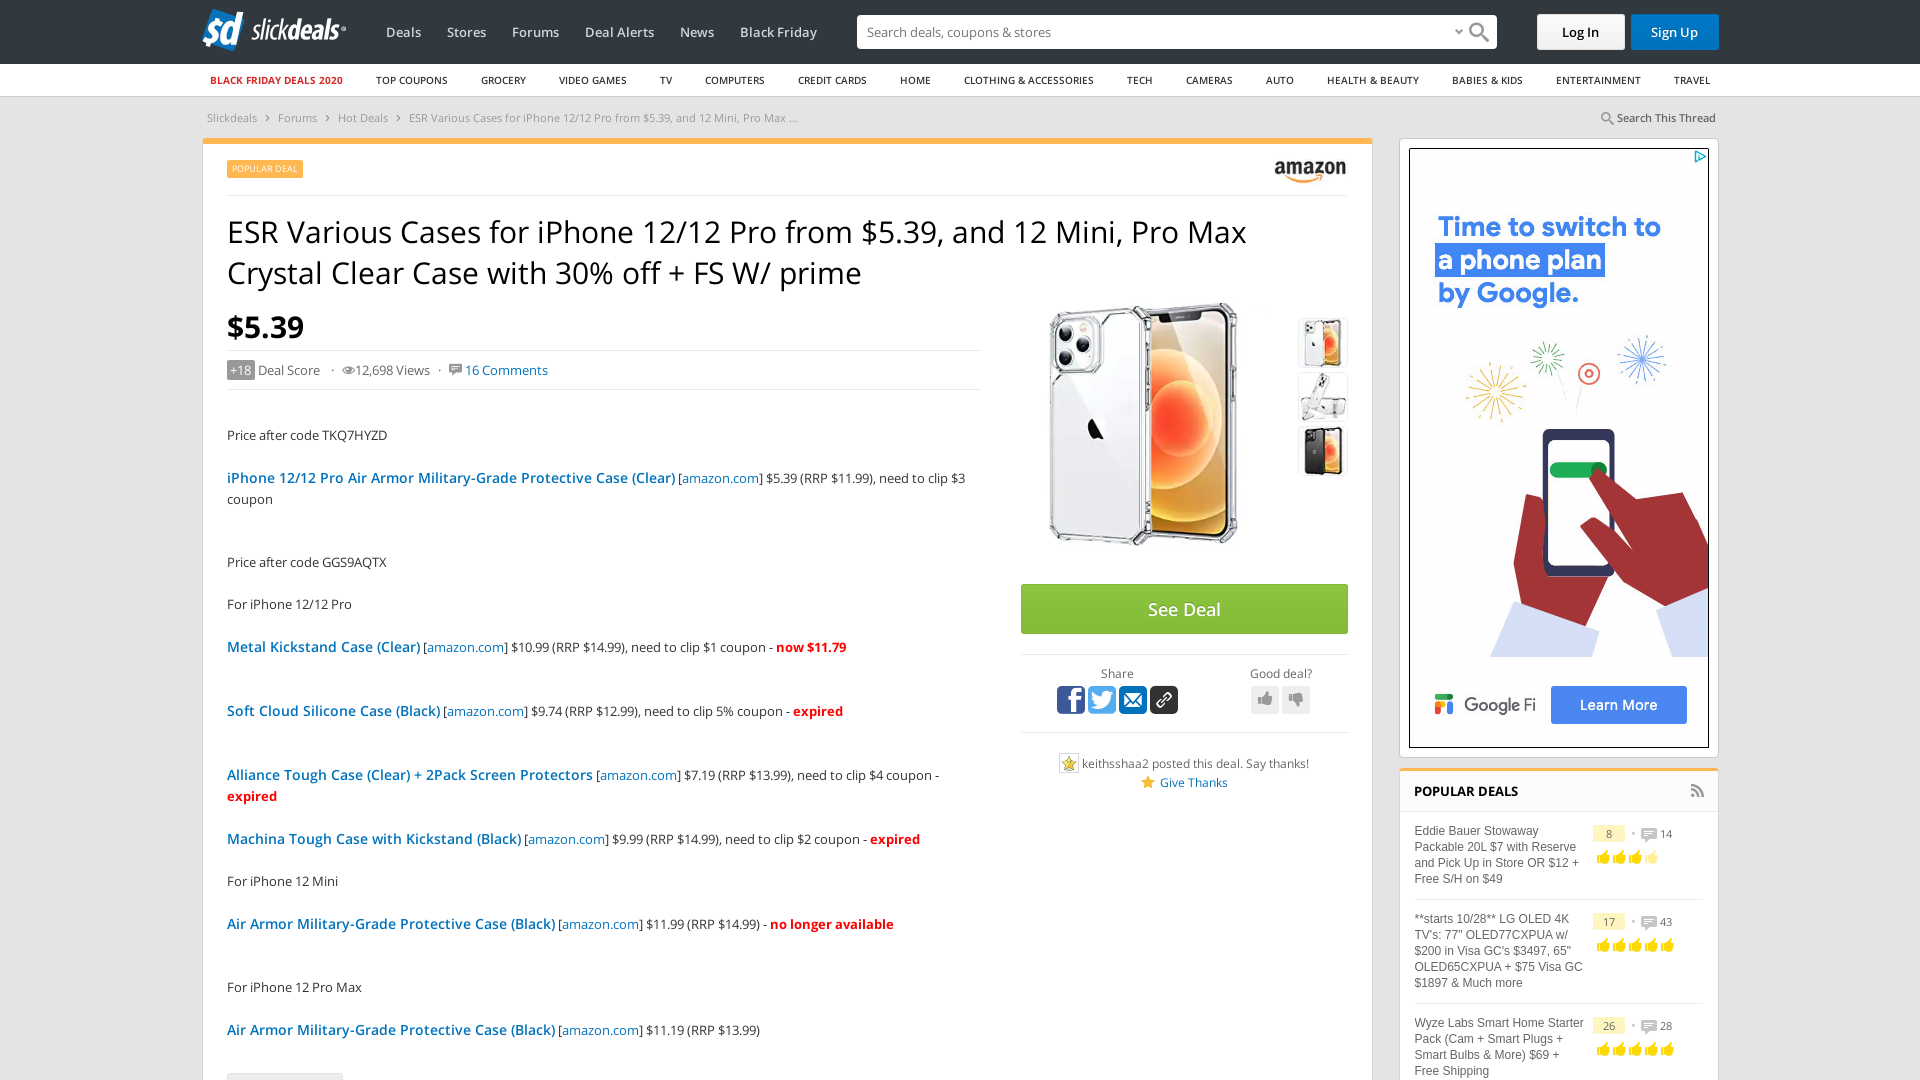 sd slickdeals
Deals
Stores
Forums
Deal Alerts
News
Black Friday
Search deals, coupons & stores
Log In
Sign Up
BLACK FRIDAY DEALS 2020
TOP COUPONS
GROCERY
VIDEO GAMES
TV
COMPUTERS
CREDIT CARDS
HOME
CLOTHING & ACCESSORIES
TECH
CAMERAS
AUTO
HEALTH & BEAUTY
BABIES & KIDS
ENTERTAINMENT
TRAVEL
Slickdeals > Forums > Hot Deals > ESR Various Cases for iPhone 12/12 Pro from $5.39, and 12 Mini, Pro Max ...
Search This Thread
POPULAR DEAL
amazon
ESR Various Cases for iPhone 12/12 Pro from $5.39, and 12 Mini, Pro Max
Crystal Clear Case with 30% off + FS W/ prime
$5.39
+18 Deal Score · 12,698 Views · 16 Comments
Price after code TKQ7HYZD
iPhone 12/12 Pro Air Armor Military-Grade Protective Case (Clear) [amazon.com] $5.39 (RRP $11.99), need to clip $3
coupon
Price after code GGS9AQTX
For iPhone 12/12 Pro
Metal Kickstand Case (Clear) [amazon.com] $10.99 (RRP $14.99), need to clip $1 coupon - now $11.79
Soft Cloud Silicone Case (Black) [amazon.com] $9.74 (RRP $12.99), need to clip 5% coupon - expired
Alliance Tough Case (Clear) + 2Pack Screen Protectors [amazon.com] $7.19 (RRP $13.99), need to clip $4 coupon -
expired
Machina Tough Case with Kickstand (Black) [amazon.com] $9.99 (RRP $14.99), need to clip $2 coupon - expired
For iPhone 12 Mini
Air Armor Military-Grade Protective Case (Black) [amazon.com] $11.99 (RRP $14.99) - no longer available
For iPhone 12 Pro Max
Air Armor Military-Grade Protective Case (Black) [amazon.com] $11.19 (RRP $13.99)
See Deal
Share
Good deal?
keithsshaa2 posted this deal. Say thanks!
Give Thanks
Time to switch to
a phone plan
by Google.
Google Fi
Learn More
POPULAR DEALS
Eddie Bauer Stowaway
Packable 20L $7 with Reserve
and Pick Up in Store OR $12 +
Free S/H on $49
8 • 14
**starts 10/28** LG OLED 4K
TV's: 77" OLED77CXPUA w/
$200 in Visa GC's $3497, 65"
OLED65CXPUA + $75 Visa GC
$1897 & Much more
17 • 43
Wyze Labs Smart Home Starter
Pack (Cam + Smart Plugs +
Smart Bulbs & More) $69 +
Free Shipping
26 • 28